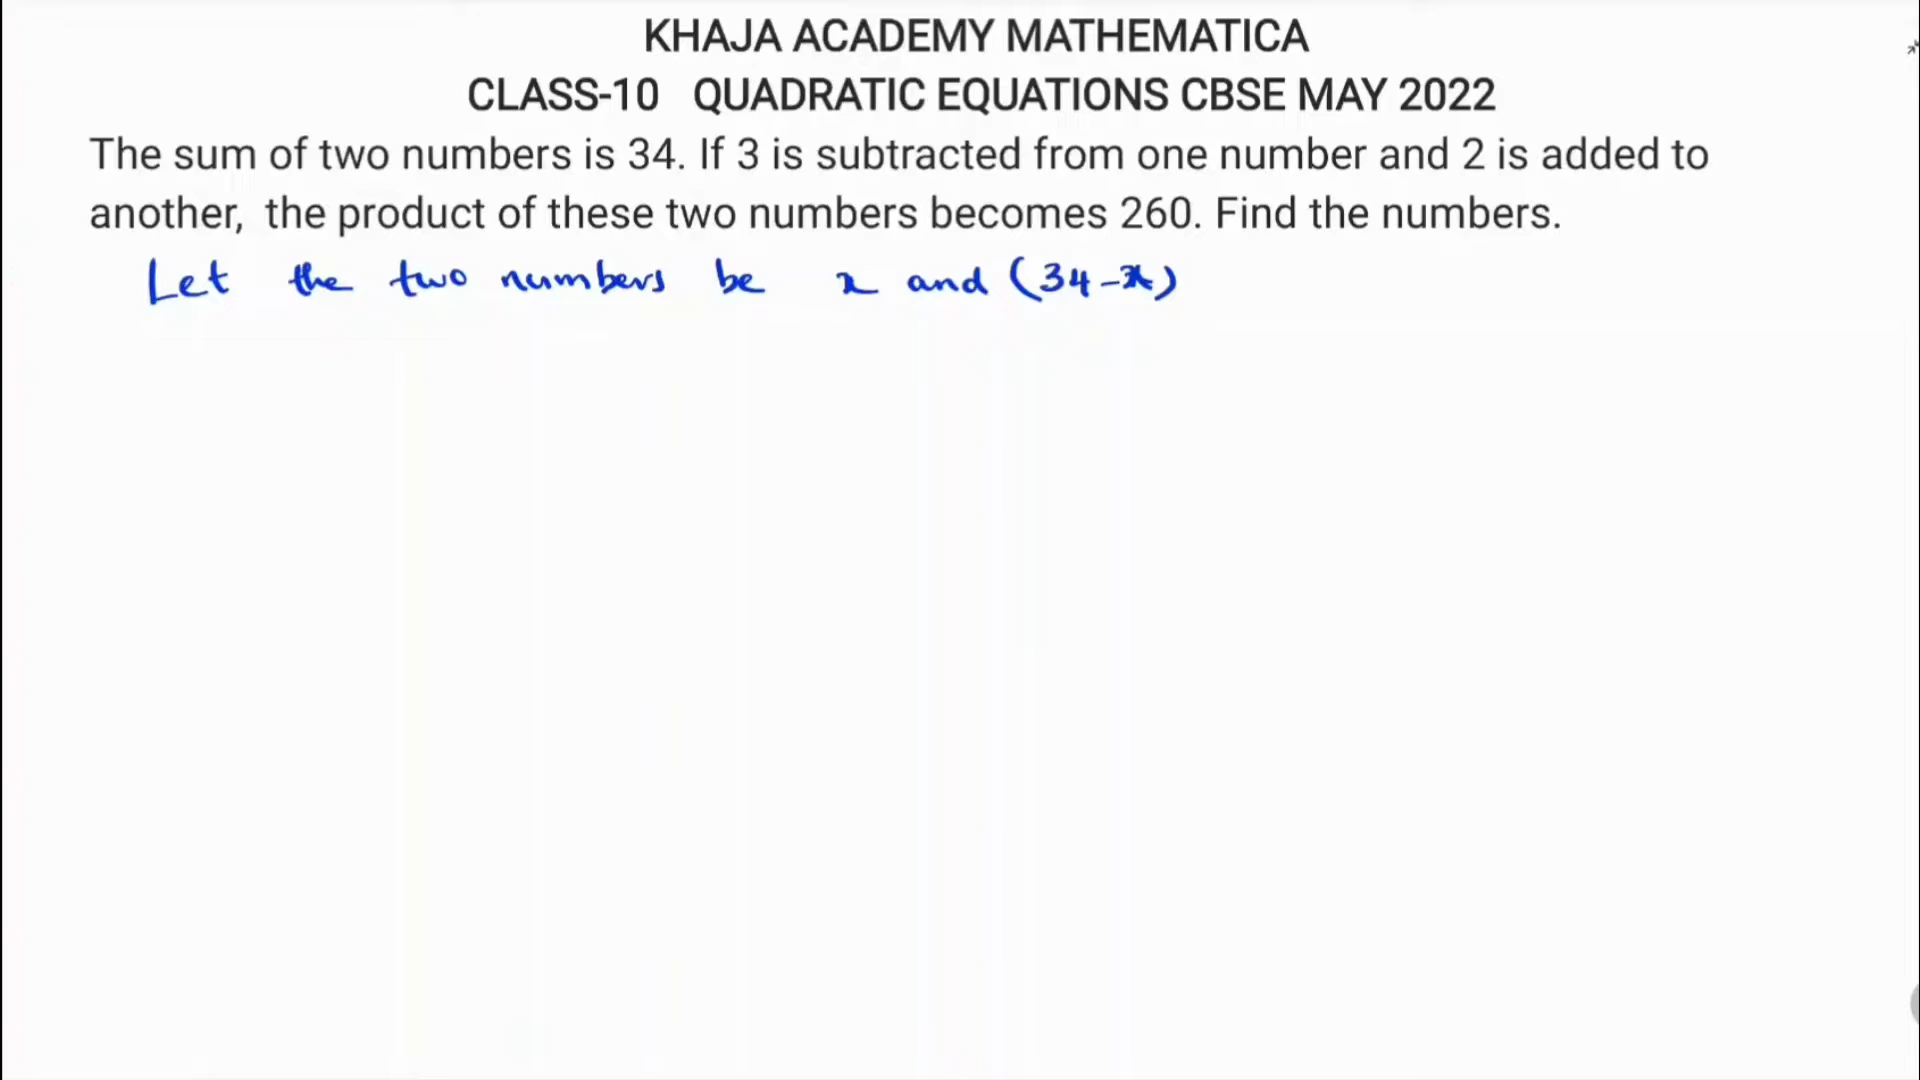 KHAJA ACADEMY MATHEMATICA
CLASS-10 QUADRATIC EQUATIONS CBSE MAY 2022
The sum of two numbers is 34. If 3 is subtracted from one number and 2 is added to
another, the product of these two numbers becomes 260. Find the numbers.
Let the two numbers be x and (34-x)